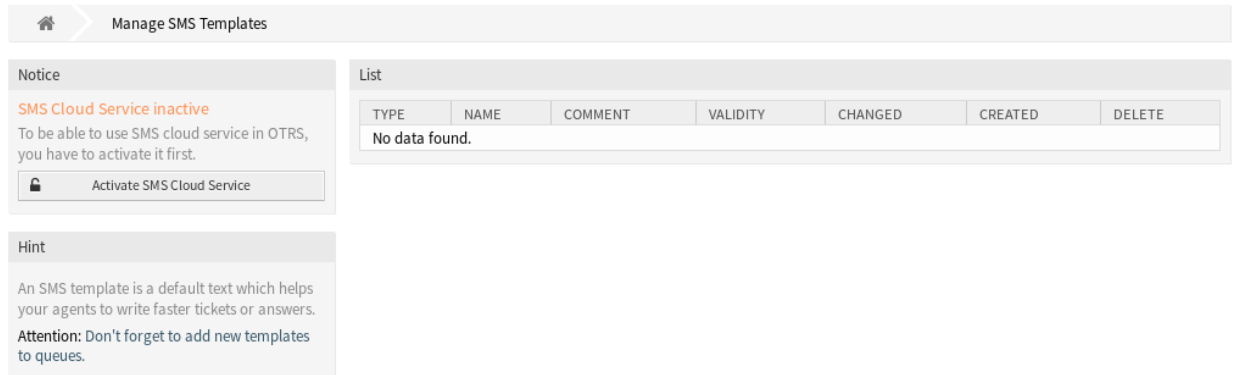 Manage SMS Templates
Notice
SMS Cloud Service inactive
To be able to use SMS cloud service in OTRS,
you have to activate it first.
Activate SMS Cloud Service
Hint
An SMS template is a default text which helps
your agents to write faster tickets or answers.
Attention: Don't forget to add new templates
to queues.
List
TYPE NAME COMMENT VALIDITY CHANGED CREATED DELETE
No data found.